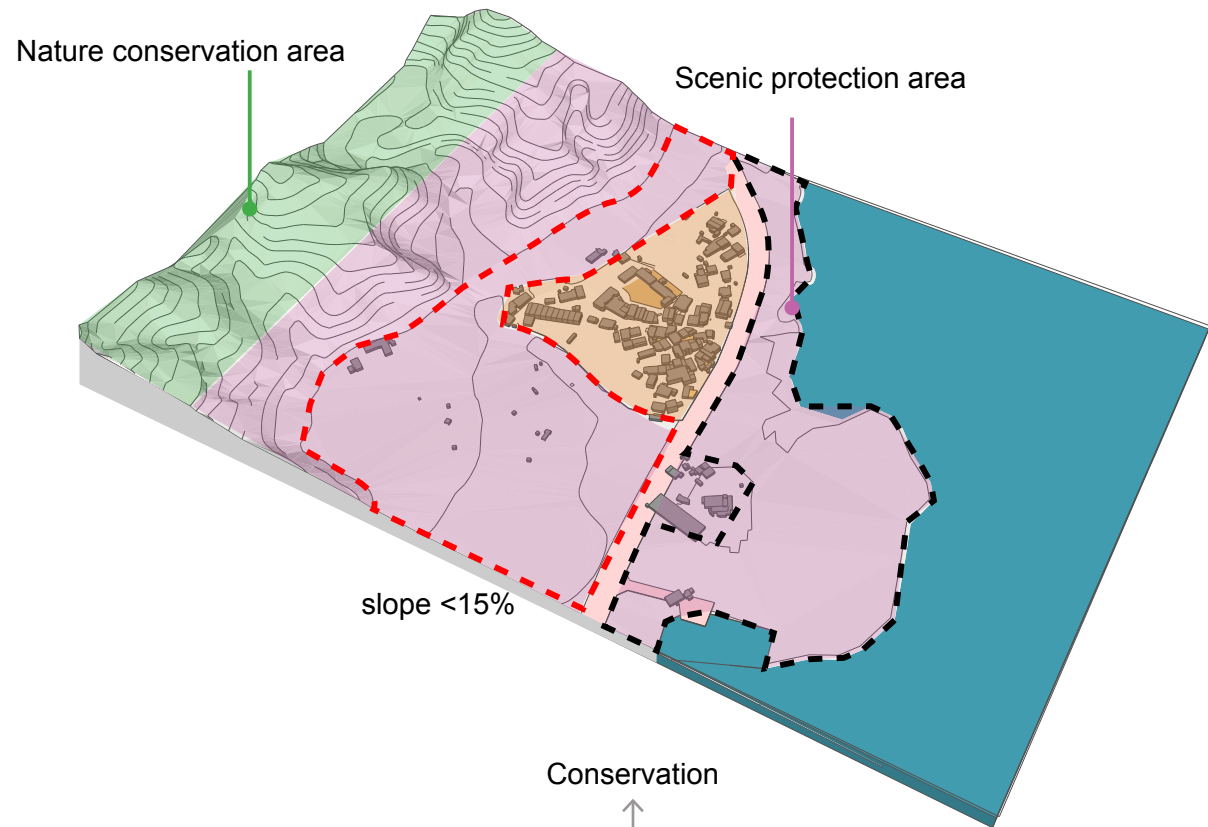 Nature conservation area
Scenic protection area
slope <15%
Conservation